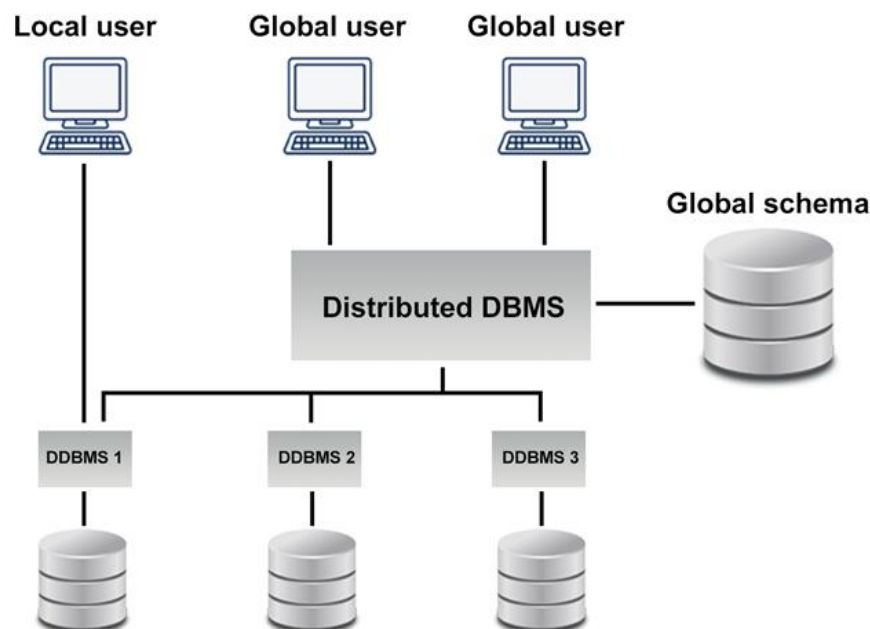 Local user
Global user
Global user
Global schema
Distributed DBMS
DDBMS 1
DDBMS 2
DDBMS 3